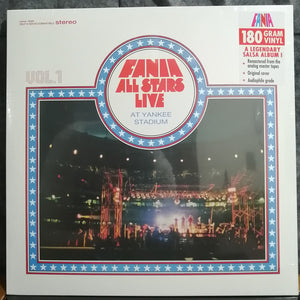 stereo
FANIA
180 GRAM
VINYL
A LEGENDARY
SALSA ALBUM!
Remastered from the
analog master tapes
Original cover
Audiophile grade
VOL.1
FANIA
ALL STARS
LIVE
AT YANKEE
STADIUM